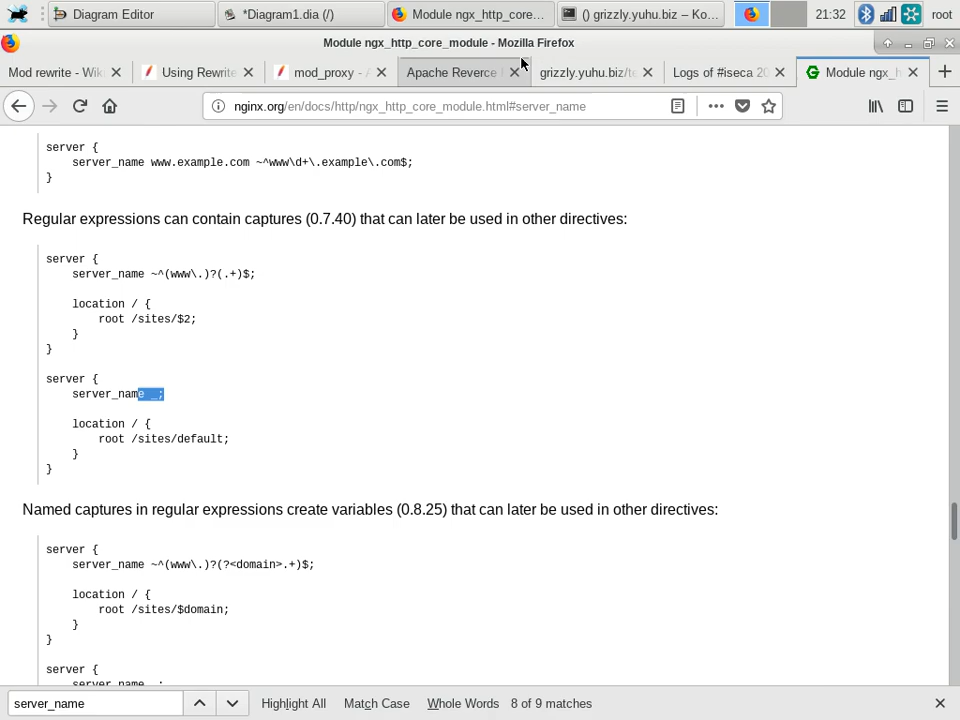 Diagram Editor
*Diagram1.dia (/)
Module ngx_http_core...
() grizzly.yuhu.biz – Ko...
21:32
root
Module ngx_http_core_module - Mozilla Firefox
Mod rewrite - Wiki
Using Rewrite
mod_proxy - A
Apache Reverce
grizzly.yuhu.biz/te
Logs of #iseca 20
Module ngx_h
nginx.org/en/docs/http/ngx_http_core_module.html#server_name
server {
server_name www.example.com ~^www\d+\.example\.com$;
}
Regular expressions can contain captures (0.7.40) that can later be used in other directives:
server {
server_name ~^(www\.)?(.+)$;
location / {
root /sites/$2;
}
}
server {
server_name _;
location / {
root /sites/default;
}
}
Named captures in regular expressions create variables (0.8.25) that can later be used in other directives:
server {
server_name ~^(www\.)?(?<domain>.+)$;
location / {
root /sites/$domain;
}
}
server {
server_name _;
server_name
Highlight All
Match Case
Whole Words
8 of 9 matches